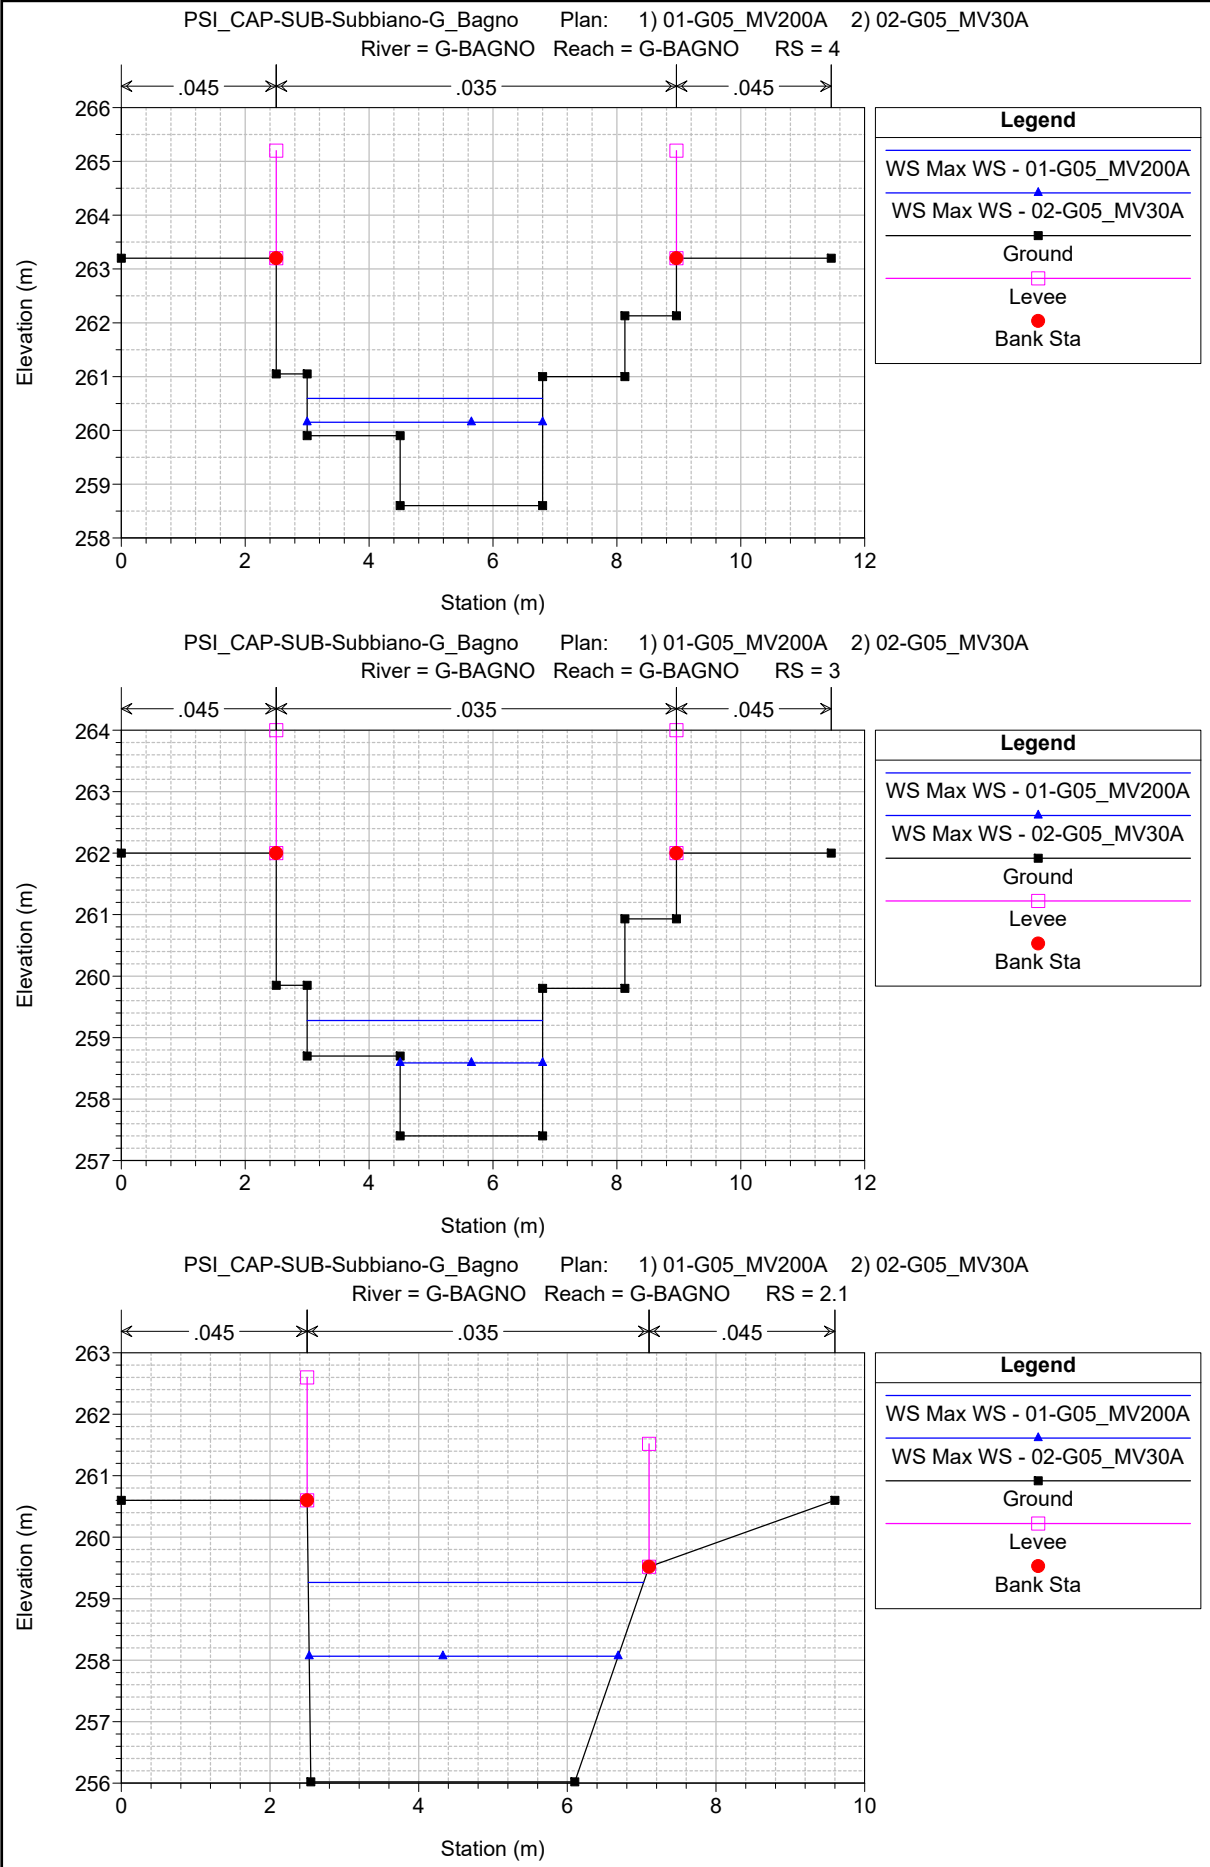 PSI_CAP-SUB-Subbiano-G_Bagno Plan: 1) 01-G05_MV200A 2) 02-G05_MV30A
River = G-BAGNO Reach = G-BAGNO RS = 4
.045 .035 .045
266
265
264
263
262
261
260
259
258
Elevation (m)
0 2 4 6 8 10 12
Station (m)
Legend
WS Max WS - 01-G05_MV200A
WS Max WS - 02-G05_MV30A
Ground
Levee
Bank Sta
PSI_CAP-SUB-Subbiano-G_Bagno Plan: 1) 01-G05_MV200A 2) 02-G05_MV30A
River = G-BAGNO Reach = G-BAGNO RS = 3
.045 .035 .045
264
263
262
261
260
259
258
257
Elevation (m)
0 2 4 6 8 10 12
Station (m)
Legend
WS Max WS - 01-G05_MV200A
WS Max WS - 02-G05_MV30A
Ground
Levee
Bank Sta
PSI_CAP-SUB-Subbiano-G_Bagno Plan: 1) 01-G05_MV200A 2) 02-G05_MV30A
River = G-BAGNO Reach = G-BAGNO RS = 2.1
.045 .035 .045
263
262
261
260
259
258
257
256
Elevation (m)
0 2 4 6 8 10
Station (m)
Legend
WS Max WS - 01-G05_MV200A
WS Max WS - 02-G05_MV30A
Ground
Levee
Bank Sta